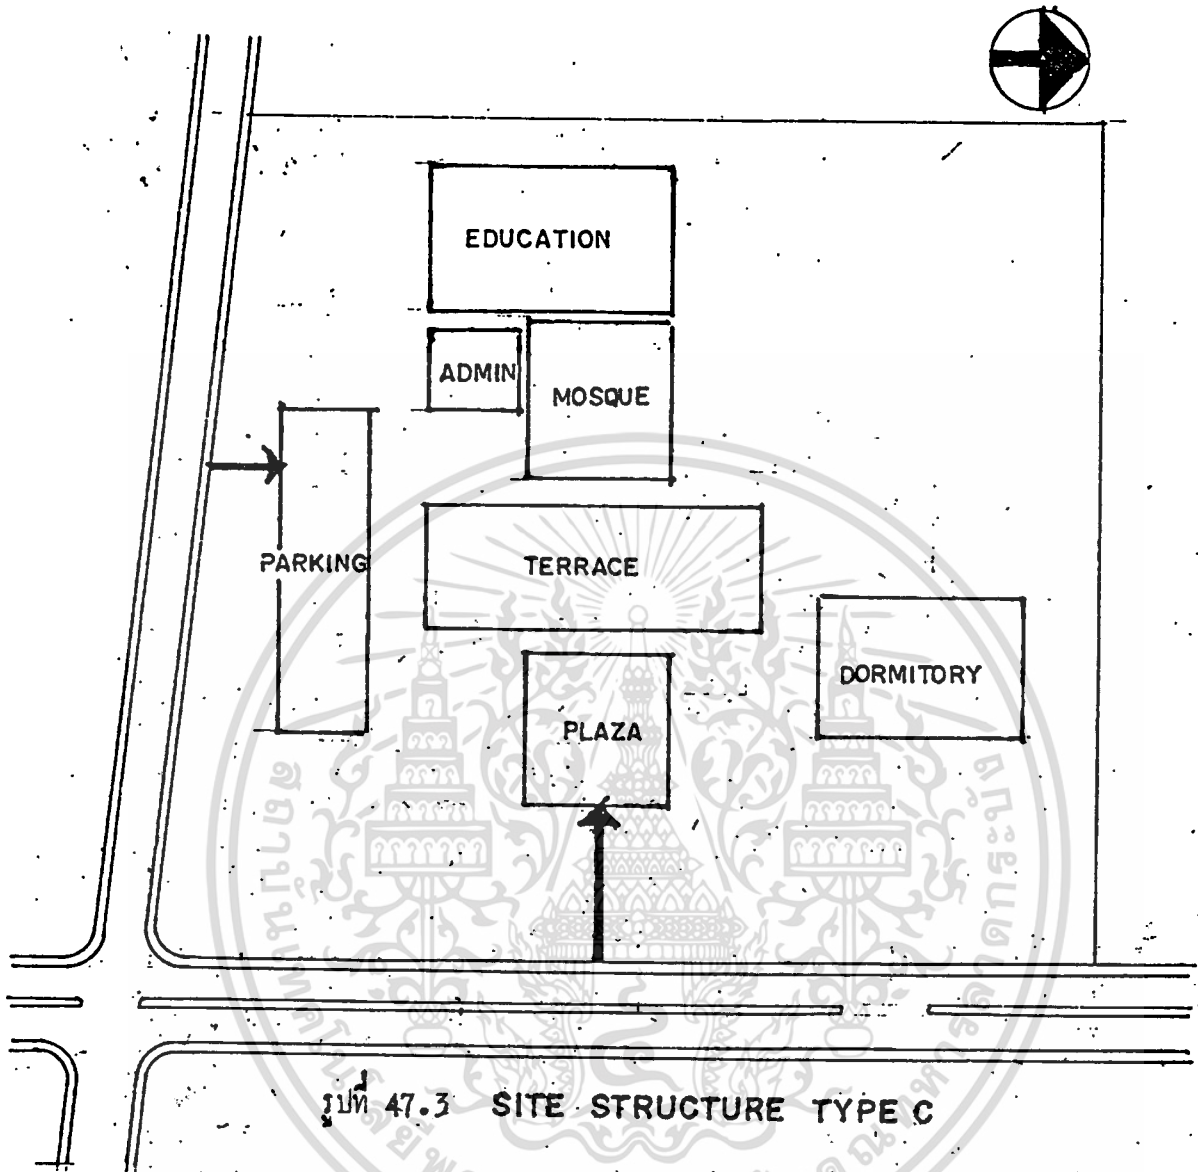 EDUCATION
ADMIN
MOSQUE
PARKING
TERRACE
DORMITORY
PLAZA
รูปที่ 47.3 SITE STRUCTURE TYPE C